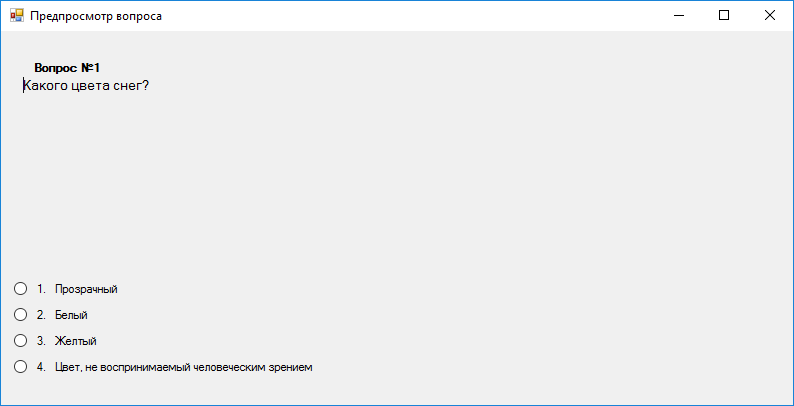 Предпросмотр вопроса
Вопрос №1
Какого цвета снег?
1. Прозрачный
2. Белый
3. Желтый
4. Цвет, не воспринимаемый человеческим зрением